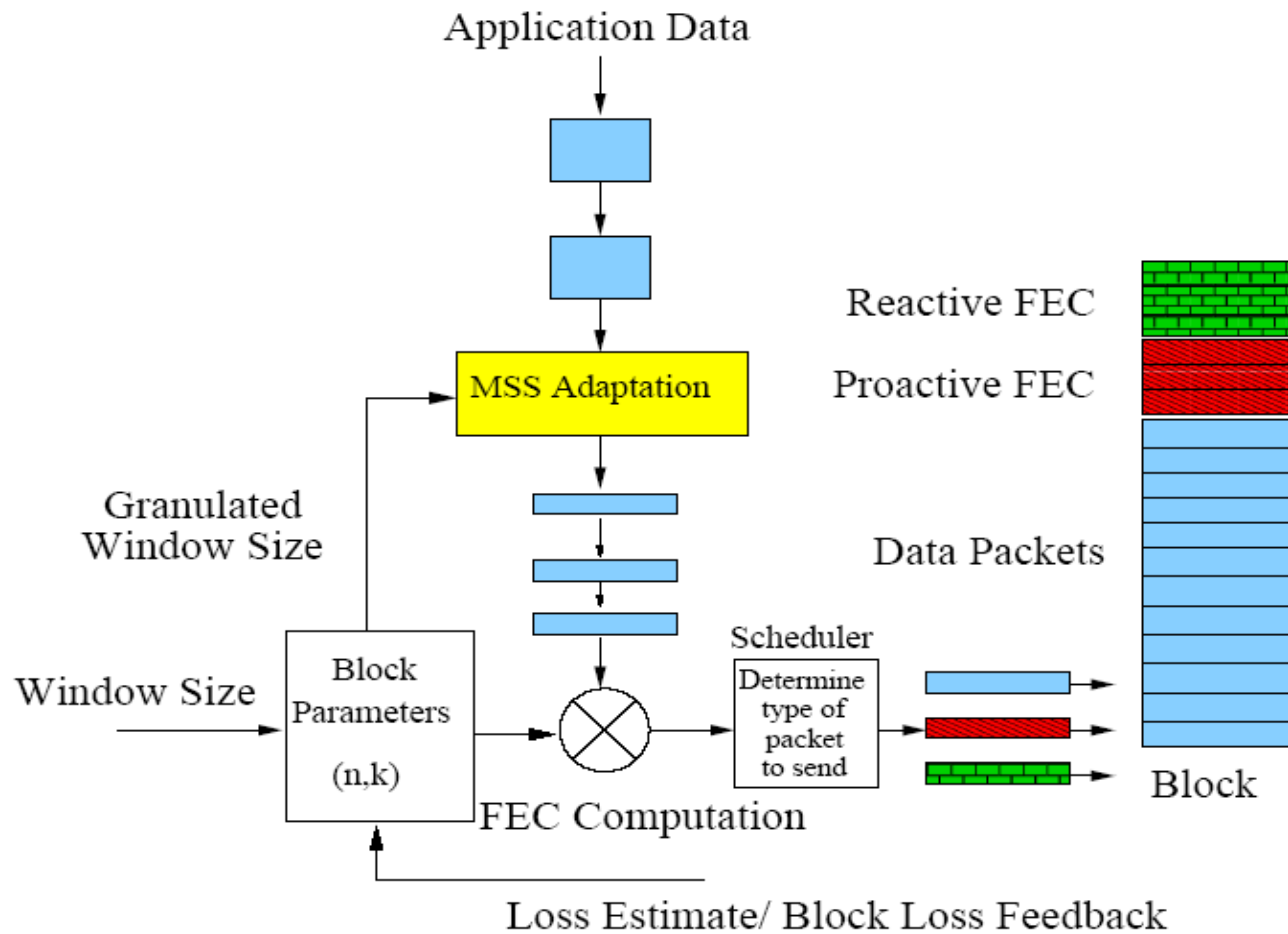 Application Data
Reactive FEC
Proactive FEC
MSS Adaptation
Granulated
Window Size
Data Packets
Window Size
Block
Parameters
(n,k)
Scheduler
Determine
type of
packet
to send
Block
FEC Computation
Loss Estimate/ Block Loss Feedback